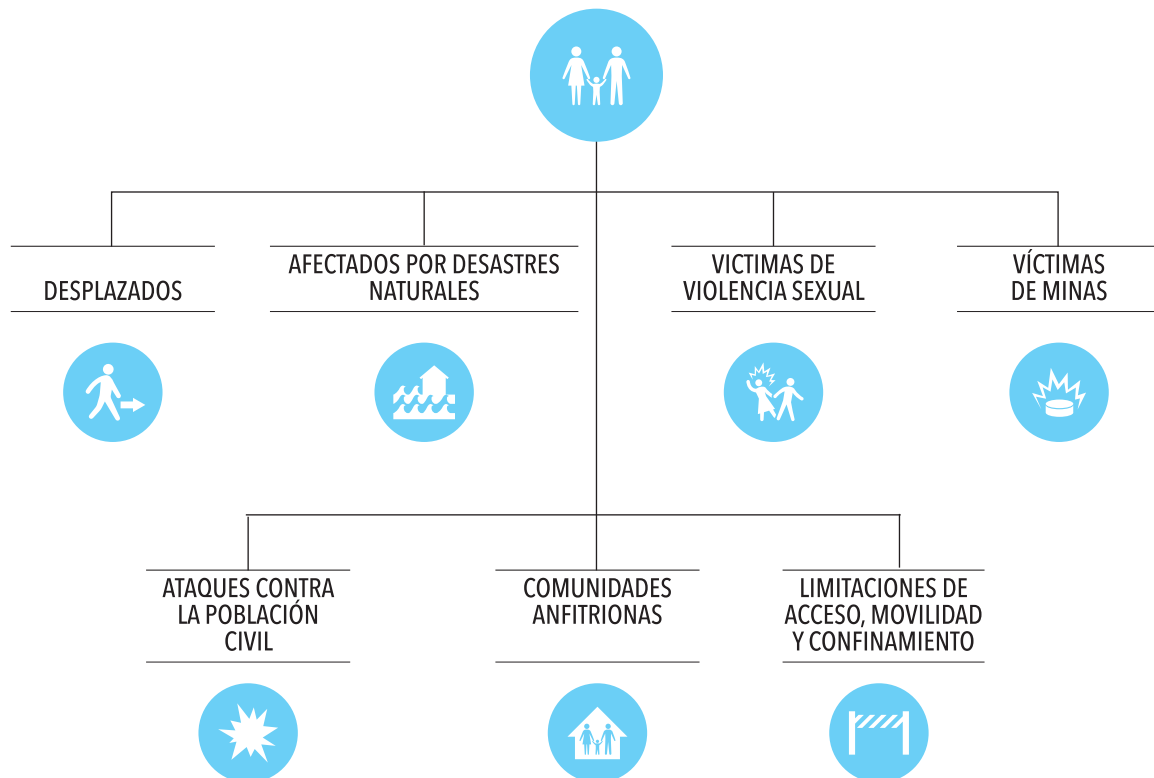 DESPLAZADOS
AFECTADOS POR DESASTRES
NATURALES
VICTIMAS DE
VIOLENCIA SEXUAL
VÍCTIMAS
DE MINAS
ATAQUES CONTRA
LA POBLACIÓN
CIVIL
COMUNIDADES
ANFITRIONAS
LIMITACIONES DE
ACCESO, MOVILIDAD
Y CONFINAMIENTO